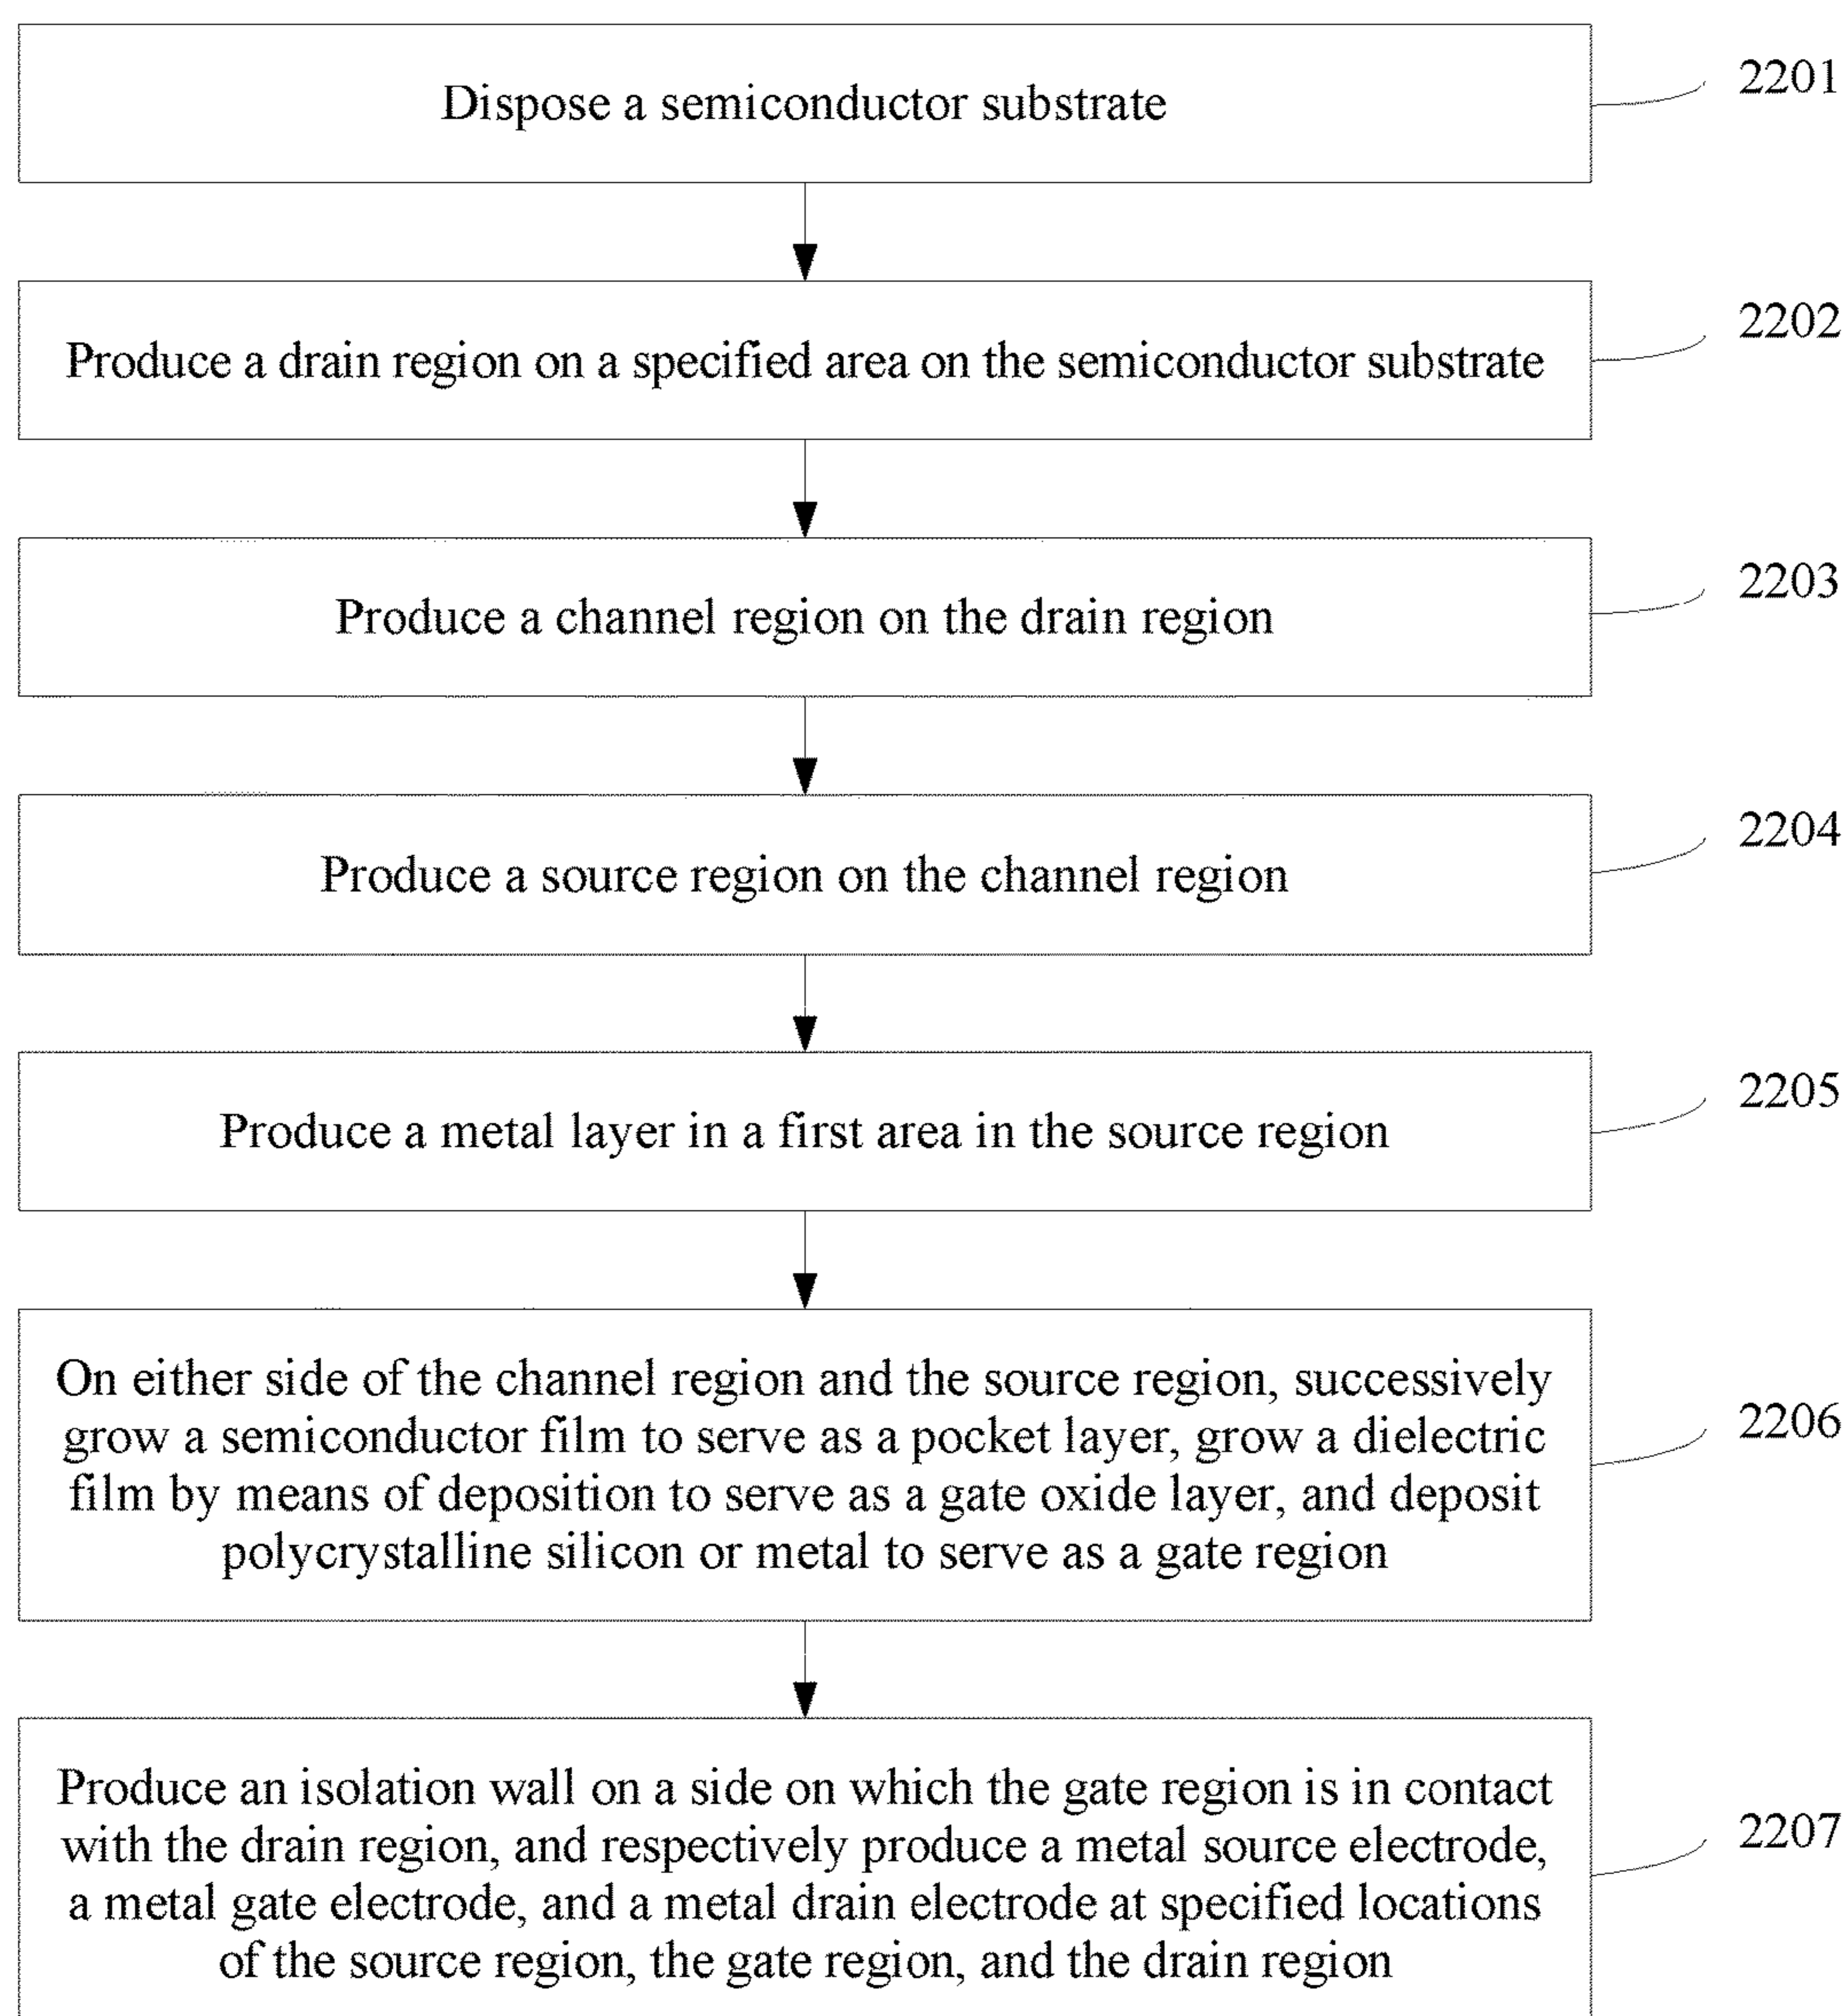 Dispose a semiconductor substrate
2201
Produce a drain region on a specified area on the semiconductor substrate
2202
Produce a channel region on the drain region
2203
Produce a source region on the channel region
2204
Produce a metal layer in a first area in the source region
2205
On either side of the channel region and the source region, successively
grow a semiconductor film to serve as a pocket layer, grow a dielectric
film by means of deposition to serve as a gate oxide layer, and deposit
polycrystalline silicon or metal to serve as a gate region
2206
Produce an isolation wall on a side on which the gate region is in contact
with the drain region, and respectively produce a metal source electrode,
a metal gate electrode, and a metal drain electrode at specified locations
of the source region, the gate region, and the drain region
2207